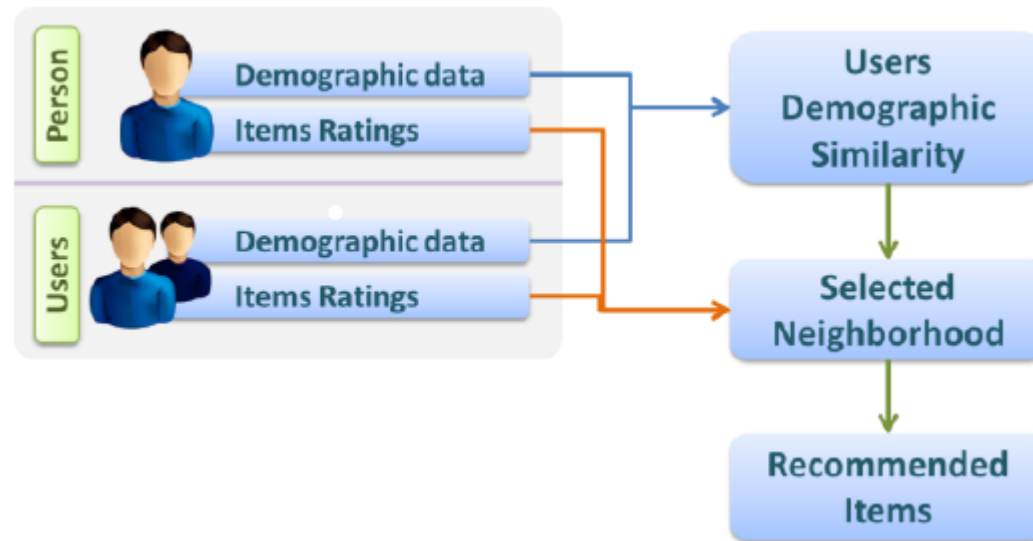 Person
Demographic data
Items Ratings
Users
Demographic data
Items Ratings
Users
Demographic
Similarity
Selected
Neighborhood
Recommended
Items